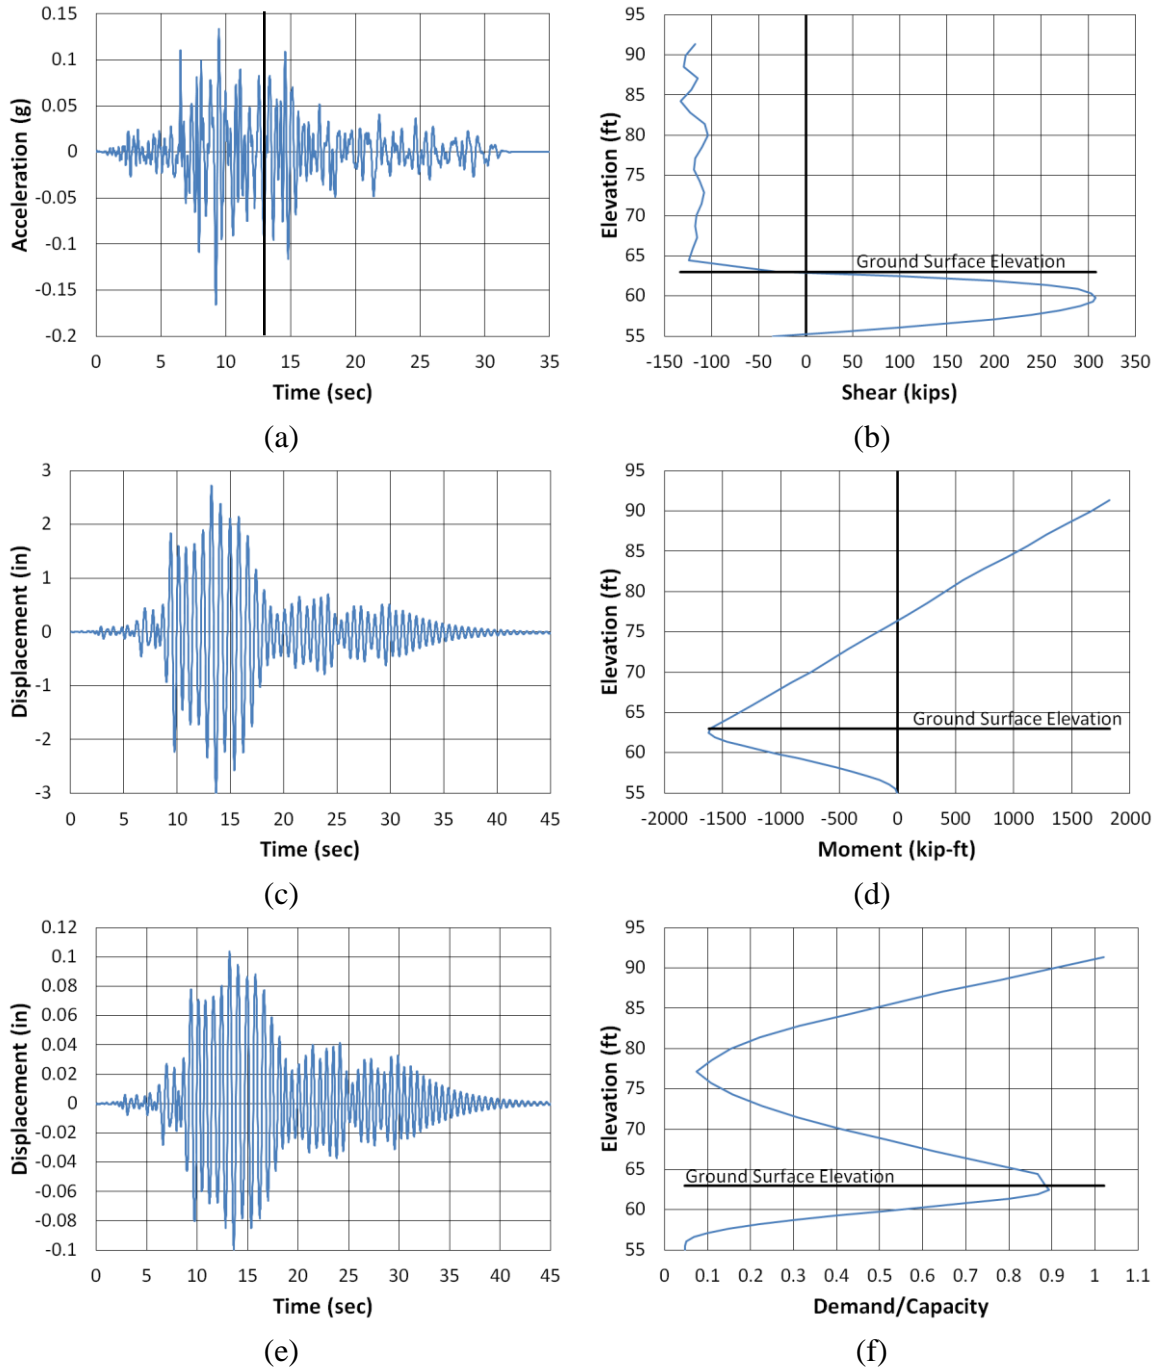 0.15
0.1
0.05
0
-0.05
-0.1
-0.15
-0.2
Acceleration (g)
0 5 10 15 20 25 30 35
Time (sec)
(a)
95
90
85
80
75
70
65
60
55
Elevation (ft)
Ground Surface Elevation
-150 -100 -50 0 50 100 150 200 250 300 350
Shear (kips)
(b)
3
2
1
0
-1
-2
-3
Displacement (in)
0 5 10 15 20 25 30 35 40 45
Time (sec)
(c)
95
90
85
80
75
70
65
60
55
Elevation (ft)
Ground Surface Elevation
-2000 -1500 -1000 -500 0 500 1000 1500 2000
Moment (kip-ft)
(d)
0.12
0.1
0.08
0.06
0.04
0.02
0
-0.02
-0.04
-0.06
-0.08
-0.1
Displacement (in)
0 5 10 15 20 25 30 35 40 45
Time (sec)
(e)
95
90
85
80
75
70
65
60
55
Elevation (ft)
Ground Surface Elevation
0 0.1 0.2 0.3 0.4 0.5 0.6 0.7 0.8 0.9 1 1.1
Demand/Capacity
(f)